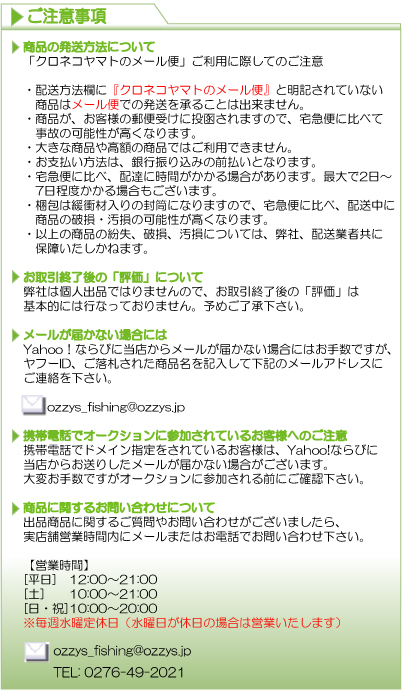 ご注意事項
商品の発送方法について
「クロネコヤマトのメール便」ご利用に際してのご注意
・配送方法欄に『クロネコヤマトのメール便』と明記されていない
商品はメール便での発送を承ることは出来ません。
・商品が、お客様の郵便受けに投函されますので、宅急便に比べて
事故の可能性が高くなります。
・大きな商品や高額の商品ではご利用できません。
・お支払い方法は、銀行振り込みの前払いとなります。
・宅急便に比べ、配達に時間がかかる場合があります。最大で2日～
7日程度かかる場合もございます。
・梱包は緩衝材入りの封筒になりますので、宅急便に比べ、配送中に
商品の破損・汚損の可能性が高くなります。
・以上の商品の紛失、破損、汚損については、弊社、配送業者共に
保障いたしかねます。
お取引終了後の「評価」について
弊社は個人出品ではりませんので、お取引終了後の「評価」は
基本的には行なっておりません。予めご了承下さい。
メールが届かない場合には
Yahoo！ならびに当店からメールが届かない場合にはお手数ですが、
ヤフーID、ご落札された商品名を記入して下記のメールアドレスに
ご連絡を下さい。
ozzys_fishing@ozzys.jp
携帯電話でオークションに参加されているお客様へのご注意
携帯電話でドメイン指定をされているお客様は、Yahoo!ならびに
当店からお送りしたメールが届かない場合がございます。
大変お手数ですがオークションに参加される前にご確認下さい。
商品に関するお問い合わせについて
出品商品に関するご質問やお問い合わせがございましたら、
実店舗営業時間内にメールまたはお電話でお問い合わせ下さい。
【営業時間】
[平日] 12:00～21:00
[土] 10:00～21:00
[日・祝]10:00～20:00
※毎週水曜定休日（水曜日が休日の場合は営業いたします）
ozzys_fishing@ozzys.jp
TEL: 0276-49-2021